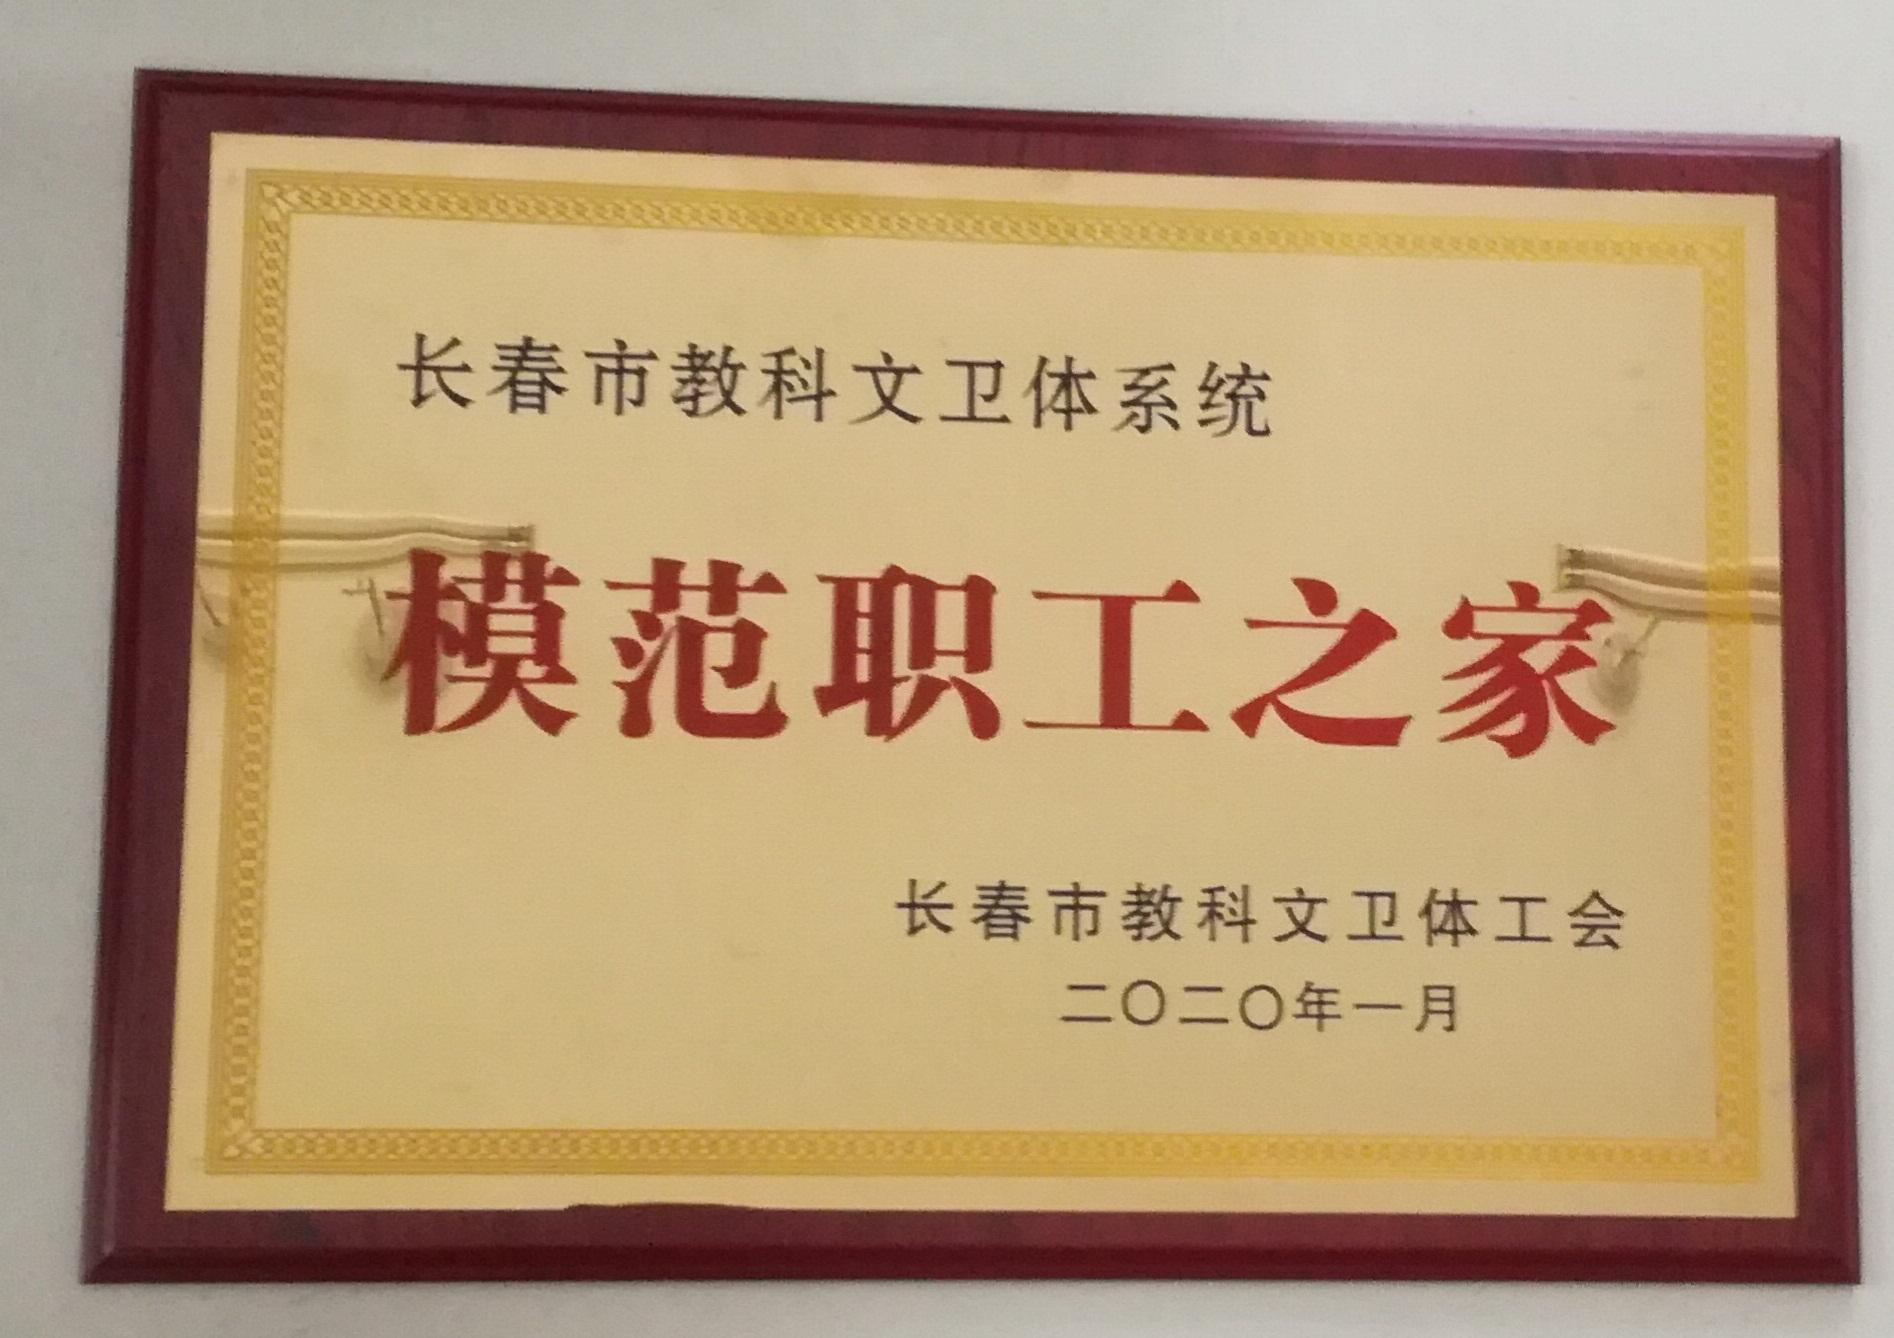 长春市教科文卫体系统
模范职工之家
长春市教科文卫体工会
二〇二〇年一月